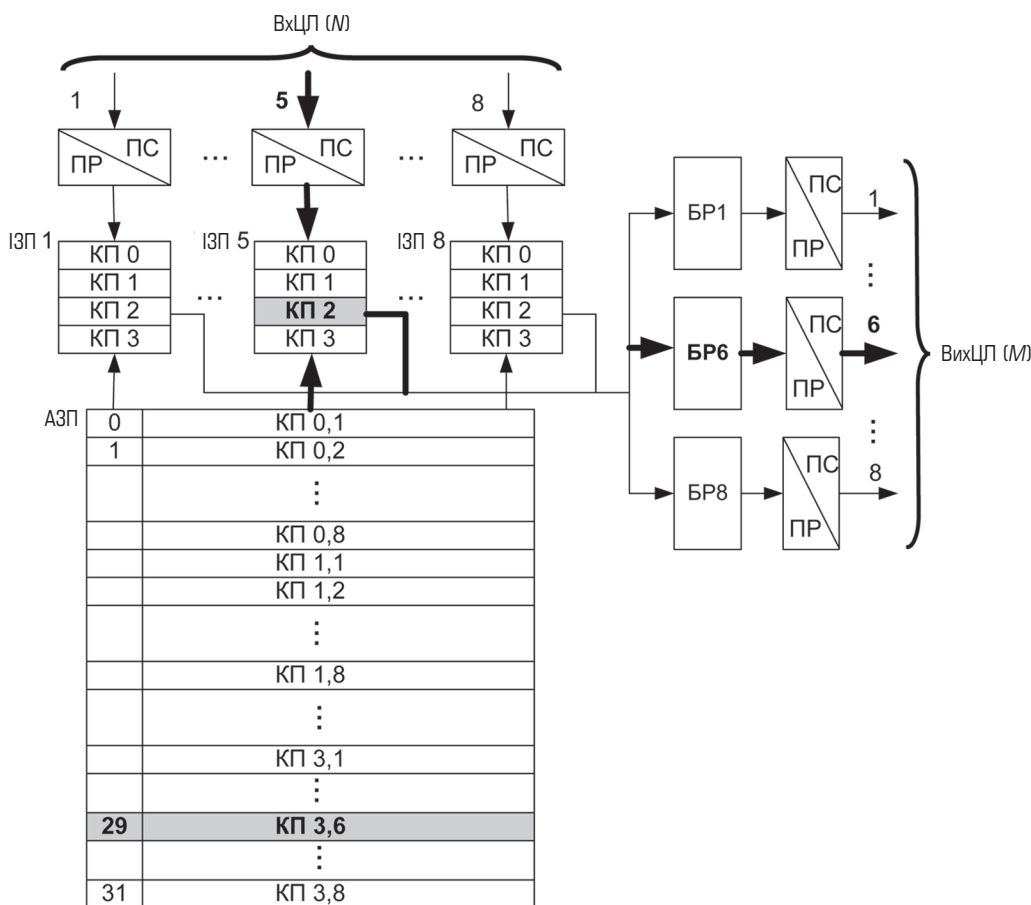 ВхЦЛ (N)
1
5
8
ПР ПС
...
ПР ПС
...
ПР ПС
ІЗП 1
КП 0
КП 1
КП 2
КП 3
...
ІЗП 5
КП 0
КП 1
КП 2
КП 3
...
ІЗП 8
КП 0
КП 1
КП 2
КП 3
БР1
ПС
ПР
1
...
БР6
ПС
ПР
6
...
БР8
ПС
ПР
8
ВихЦЛ (M)
АЗП
0 КП 0,1
1 КП 0,2
...
КП 0,8
КП 1,1
КП 1,2
...
КП 1,8
...
КП 3,1
...
29 КП 3,6
...
31 КП 3,8